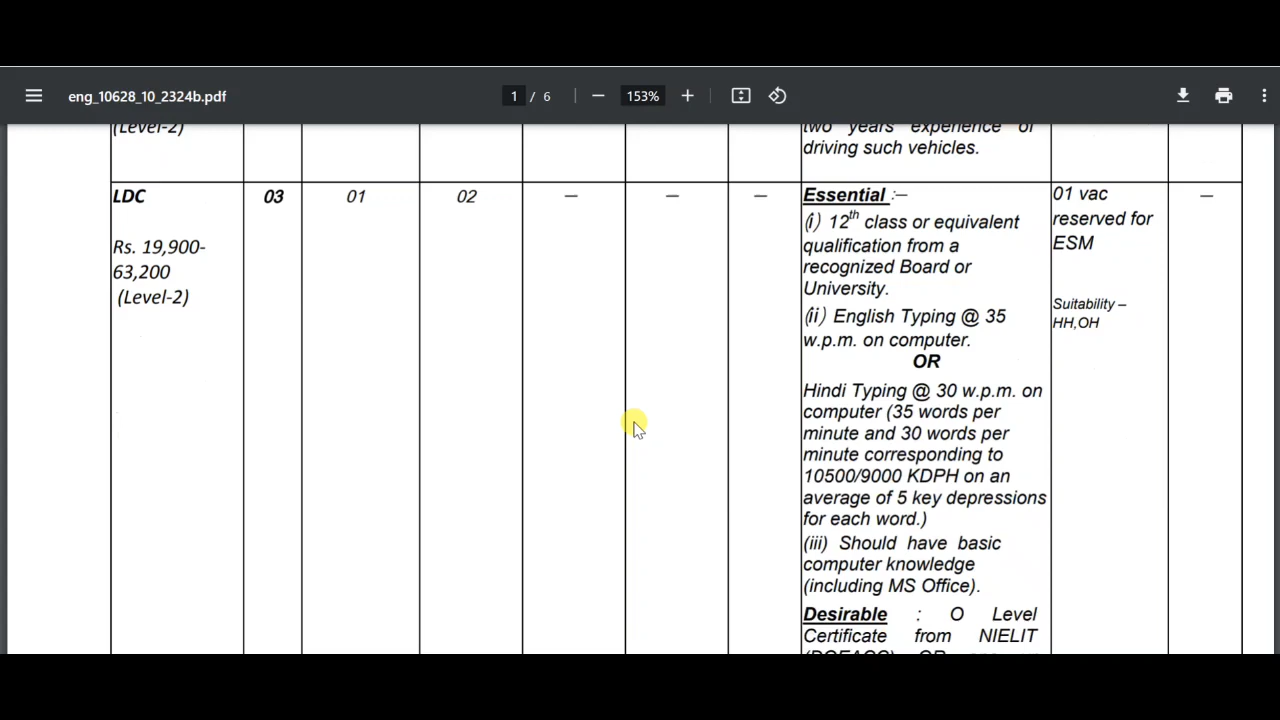 eng_10628_10_2324b.pdf
1 / 6
153%
(Level-2)
two years experience of
driving such vehicles.
LDC
Rs. 19,900-
63,200
(Level-2)
03
01
02
—
—
—
Essential :–
(i) 12th class or equivalent
qualification from a
recognized Board or
University.
(ii) English Typing @ 35
w.p.m. on computer.
OR
Hindi Typing @ 30 w.p.m. on
computer (35 words per
minute and 30 words per
minute corresponding to
10500/9000 KDPH on an
average of 5 key depressions
for each word.)
(iii) Should have basic
computer knowledge
(including MS Office).
Desirable : O Level
Certificate from NIELIT
01 vac
reserved for
ESM
Suitability –
HH,OH
—